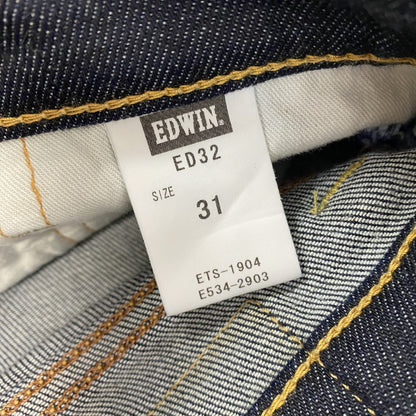 EDWIN.
ED32
SIZE
31
ETS-1904
E534-2903